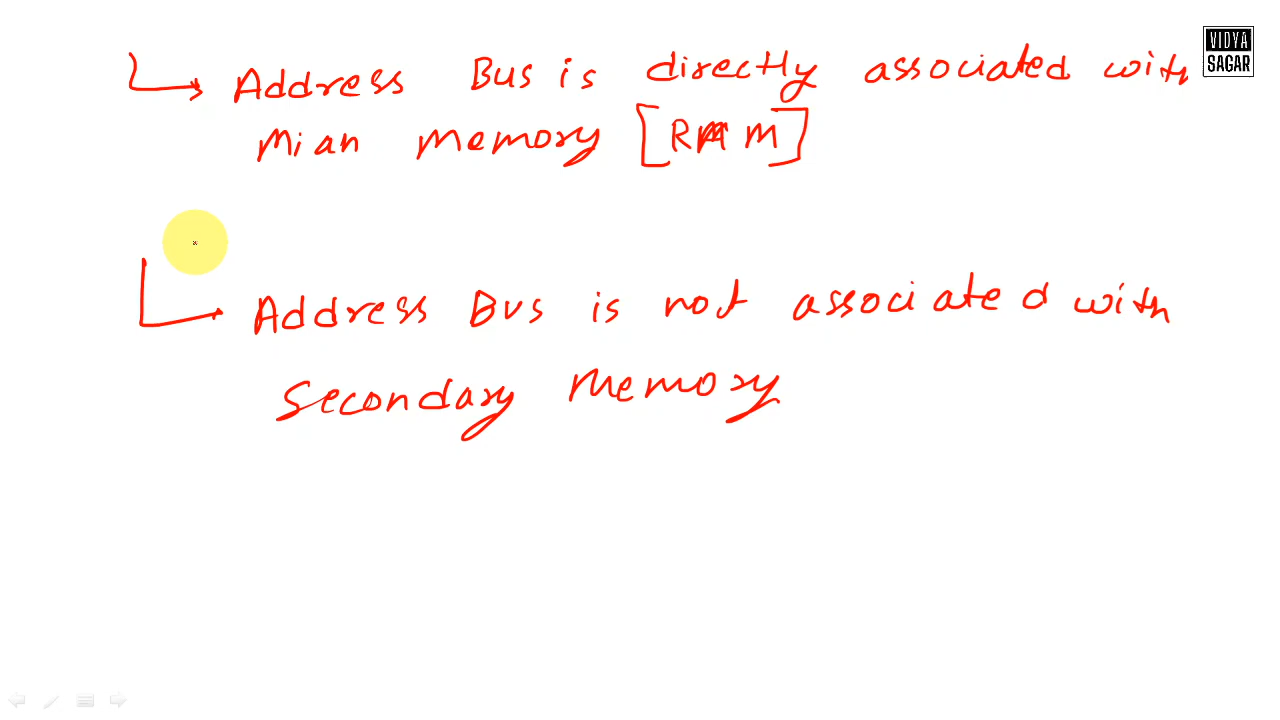 VIDYA
SAGAR
Address Bus is directly associated with
Mian memory [RAM]
Address Bus is not associated with
Secondary Memory